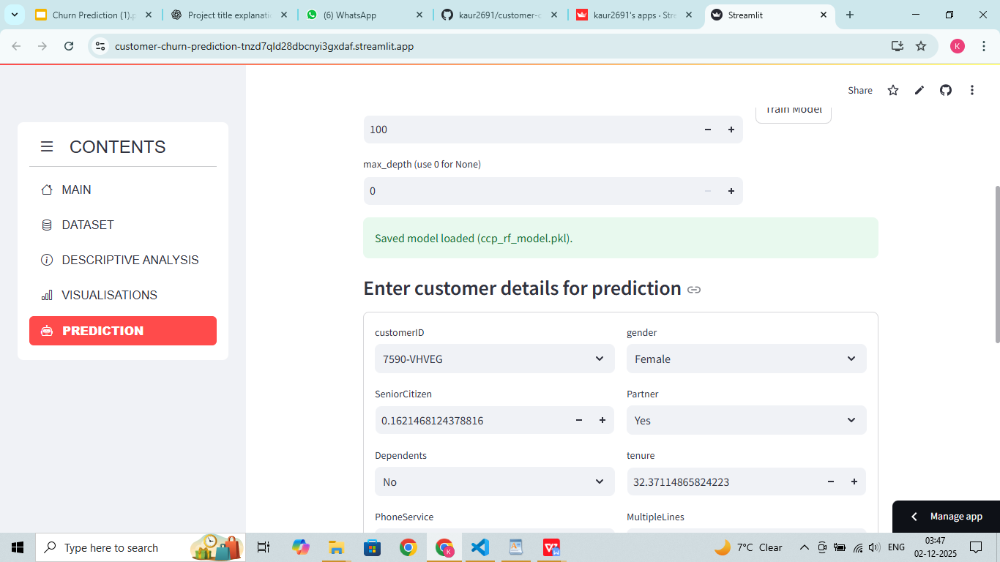 Churn Prediction (1).p
Project title explanati
(6) WhatsApp
kaur2691/customer-c
kaur2691's apps · Stre
Streamlit
customer-churn-prediction-tnzd7qld28dbcnyi3gxdaf.streamlit.app
K
Share
CONTENTS
MAIN
DATASET
DESCRIPTIVE ANALYSIS
VISUALISATIONS
PREDICTION
Train Model
100
max_depth (use 0 for None)
0
Saved model loaded (ccp_rf_model.pkl).
Enter customer details for prediction
customerID
gender
7590-VHVEG
Female
SeniorCitizen
Partner
0.1621468124378816
Yes
Dependents
tenure
No
32.37114865824223
PhoneService
MultipleLines
Manage app
Type here to search
7°C Clear
ENG
03:47
02-12-2025